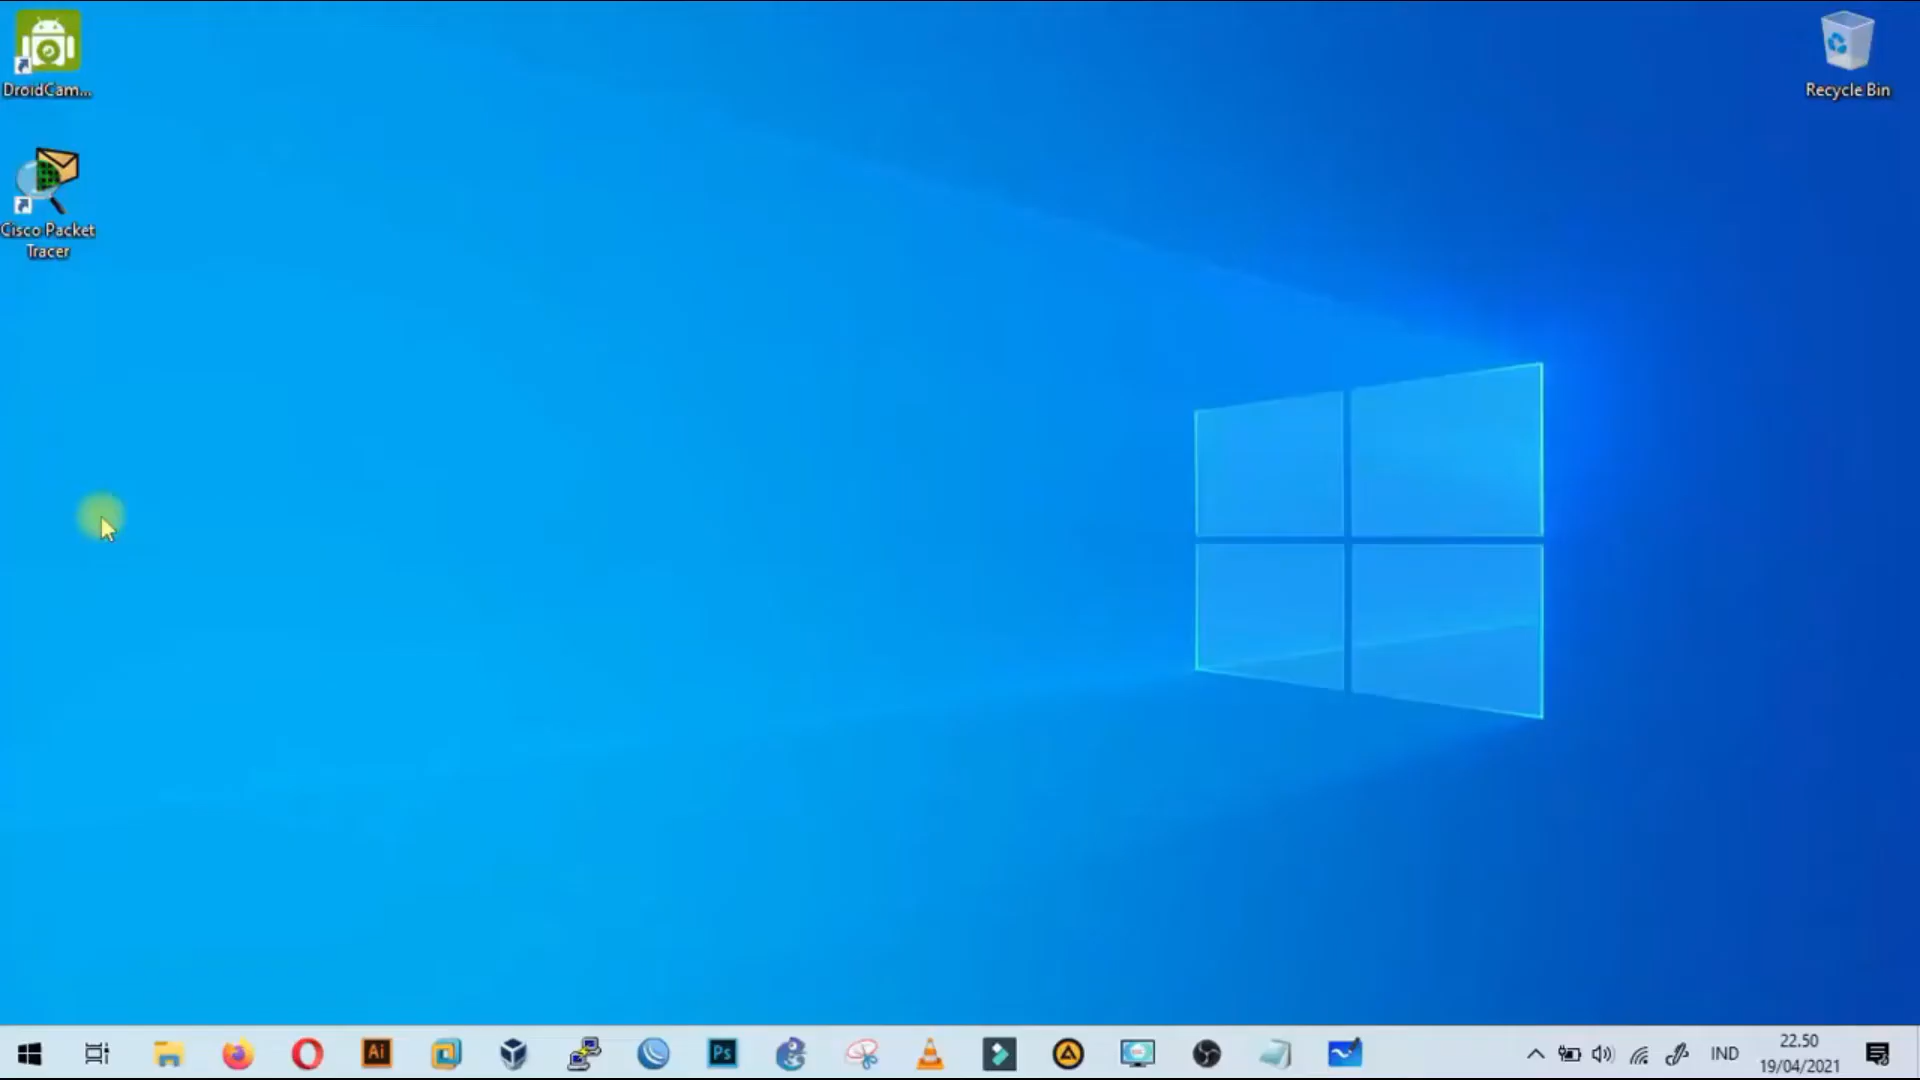 DroidCam...
Recycle Bin
Cisco Packet
Tracer
Ai
Ps
IND
22.50
19/04/2021